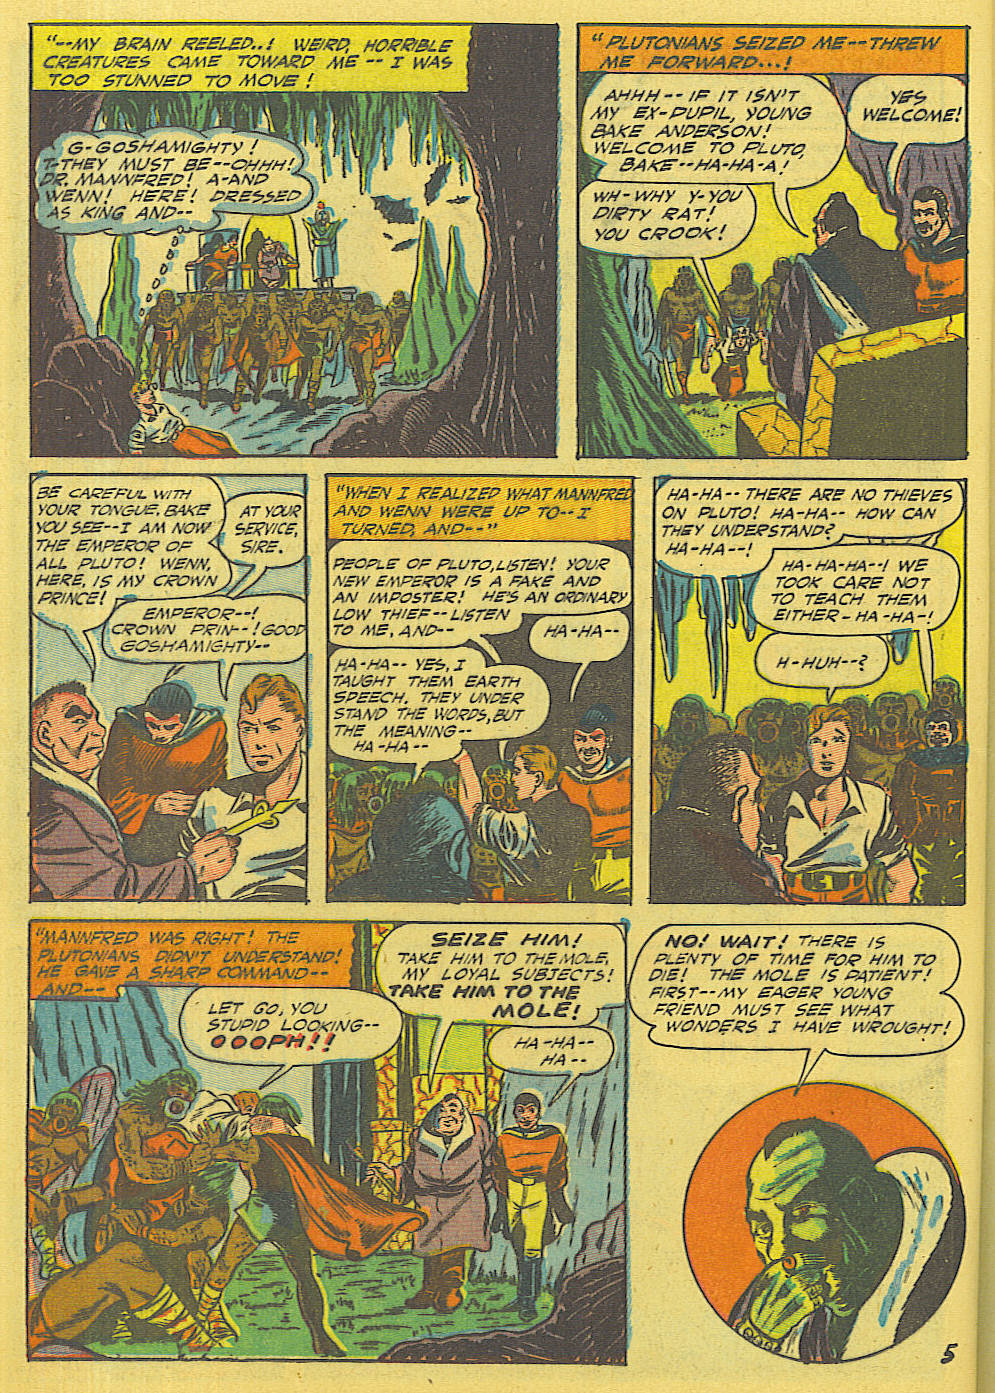 "--MY BRAIN REELED..! WEIRD, HORRIBLE
CREATURES CAME TOWARD ME--I WAS
TOO STUNNED TO MOVE!
G-GOSHAMIGHTY!
T-THEY MUST BE--OHHH!
DR. MANNFRED! A-AND
WENN! HERE! DRESSED
AS KING AND--
"PLUTONIANS SEIZED ME--THREW
ME FORWARD...!
AHHH--IF IT ISN'T
MY EX-PUPIL, YOUNG
BAKE ANDERSON!
WELCOME TO PLUTO,
BAKE--HA-HA-A!
YES
WELCOME!
WH-WHY Y-YOU
DIRTY RAT!
YOU CROOK!
BE CAREFUL WITH
YOUR TONGUE, BAKE
YOU SEE--I AM NOW
THE EMPEROR OF
ALL PLUTO! WENN,
HERE, IS MY CROWN
PRINCE!
AT YOUR
SERVICE,
SIRE.
EMPEROR--!
CROWN PRIN--! GOOD
GOSHAMIGHTY--
"WHEN I REALIZED WHAT MANNFRED
AND WENN WERE UP TO--I
TURNED, AND--"
PEOPLE OF PLUTO, LISTEN! YOUR
NEW EMPEROR IS A FAKE AND
AN IMPOSTER! HE'S AN ORDINARY
LOW THIEF--LISTEN
TO ME, AND--
HA-HA--
HA-HA--YES, I
TAUGHT THEM EARTH
SPEECH. THEY UNDER
STAND THE WORDS, BUT
THE MEANING--
HA-HA--
HA-HA--THERE ARE NO THIEVES
ON PLUTO! HA-HA--HOW CAN
THEY UNDERSTAND?
HA-HA--!
HA-HA-HA--! WE
TOOK CARE NOT
TO TEACH THEM
EITHER-HA-HA-!
H-HUH--?
"MANNFRED WAS RIGHT! THE
PLUTONIANS DIDN'T UNDERSTAND!
HE GAVE A SHARP COMMAND--
AND--
LET GO, YOU
STUPID LOOKING--
OOOPH!!
SEIZE HIM!
TAKE HIM TO THE MOLE,
MY LOYAL SUBJECTS!
TAKE HIM TO THE
MOLE!
HA-HA--
HA--
NO! WAIT! THERE IS
PLENTY OF TIME FOR HIM TO
DIE! THE MOLE IS PATIENT!
FIRST--MY EAGER YOUNG
FRIEND MUST SEE WHAT
WONDERS I HAVE WROUGHT!
5